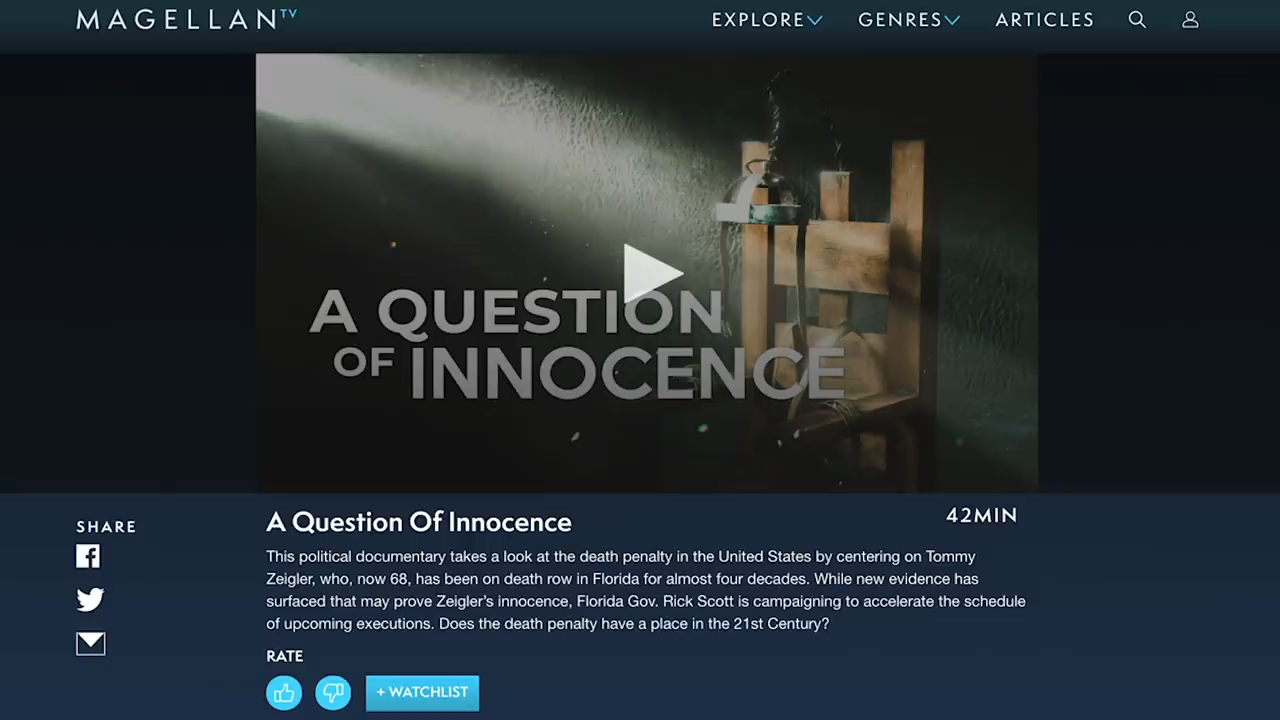 MAGELLANTV
EXPLORE
GENRES
ARTICLES
A QUESTION
OF INNOCENCE
SHARE
A Question Of Innocence
42MIN
This political documentary takes a look at the death penalty in the United States by centering on Tommy
Zeigler, who, now 68, has been on death row in Florida for almost four decades. While new evidence has
surfaced that may prove Zeigler's innocence, Florida Gov. Rick Scott is campaigning to accelerate the schedule
of upcoming executions. Does the death penalty have a place in the 21st Century?
RATE
+ WATCHLIST